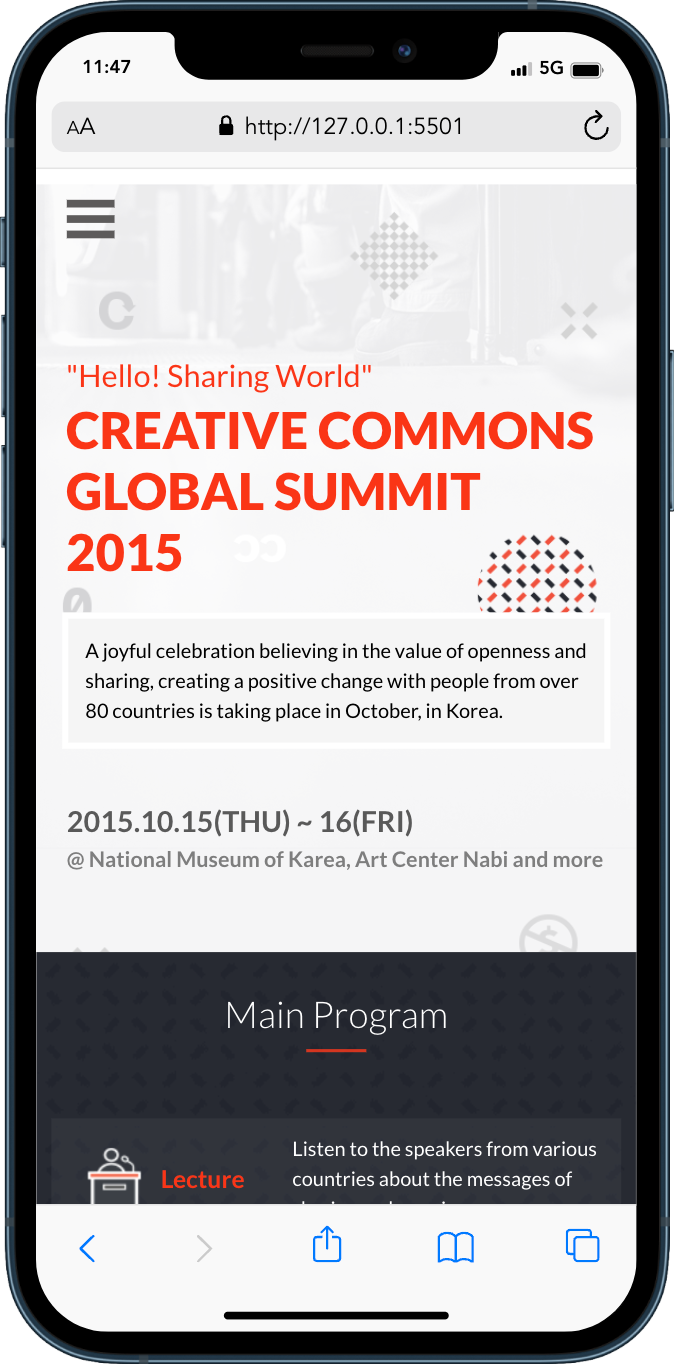 11:47
5G
AA
http://127.0.0.1:5501
"Hello! Sharing World"
CREATIVE COMMONS
GLOBAL SUMMIT
2015
A joyful celebration believing in the value of openness and
sharing, creating a positive change with people from over
80 countries is taking place in October, in Korea.
2015.10.15(THU) ~ 16(FRI)
@ National Museum of Karea, Art Center Nabi and more
Main Program
Lecture
Listen to the speakers from various
countries about the messages of